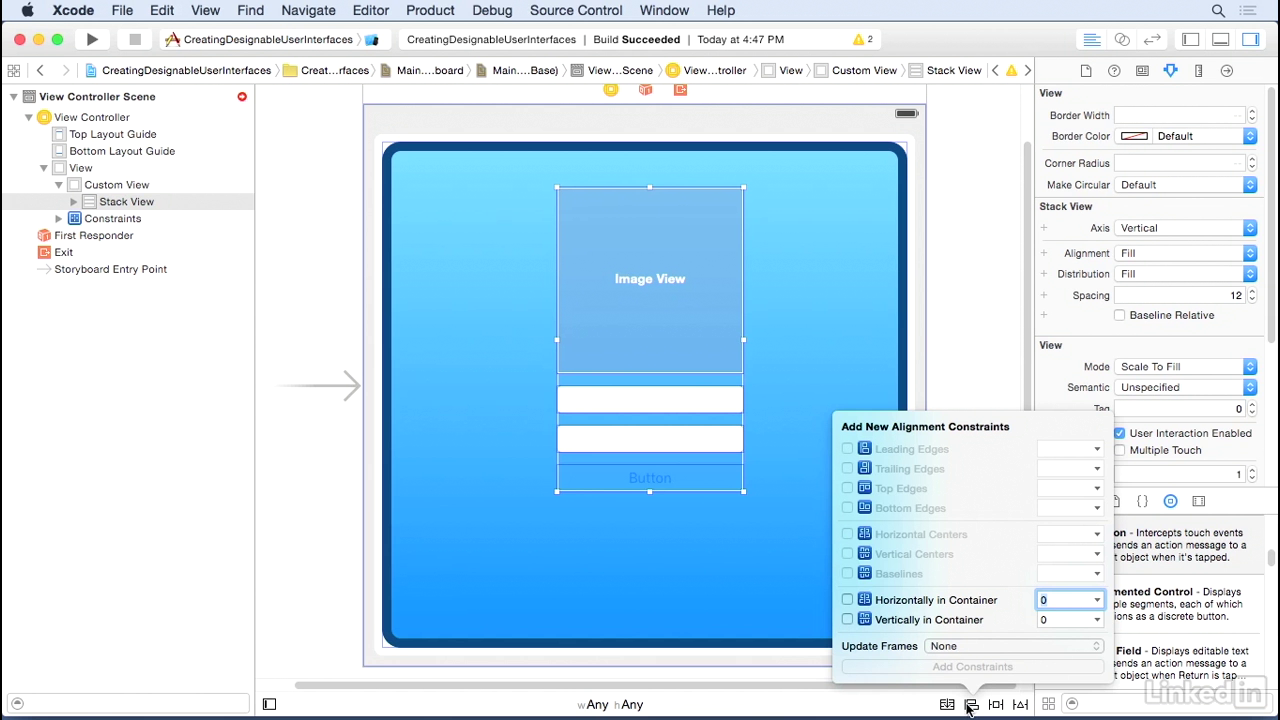 Xcode File Edit View Find Navigate Editor Product Debug Source Control Window Help
CreatingDesignableUserInterfaces
CreatingDesignableUserInterfaces | Build Succeeded | Today at 4:47 PM 2
CreatingDesignableUserInterfaces Creat...rfaces Main....board Main...Base) View...Scene View...troller View Custom View Stack View
View Controller Scene
View Controller
Top Layout Guide
Bottom Layout Guide
View
Custom View
Stack View
Constraints
First Responder
Exit
Storyboard Entry Point
Image View
Button
View
Border Width
Border Color Default
Corner Radius
Make Circular Default
Stack View
Axis Vertical
Alignment Fill
Distribution Fill
Spacing 12
Baseline Relative
View
Mode Scale To Fill
Semantic Unspecified
Tag 0
User Interaction Enabled
Multiple Touch
1
Add New Alignment Constraints
Leading Edges
Trailing Edges
Top Edges
Bottom Edges
Horizontal Centers
Vertical Centers
Baselines
Horizontally in Container 0
Vertically in Container 0
Update Frames None
Add Constraints
{ }
on - Intercepts touch events
sends an action message to a
t object when it's tapped.
mented Control - Displays
ple segments, each of which
ions as a discrete button.
Field - Displays editable text
sends an action message to a
t object when Return is tap...
wAny hAny
LinkedIn